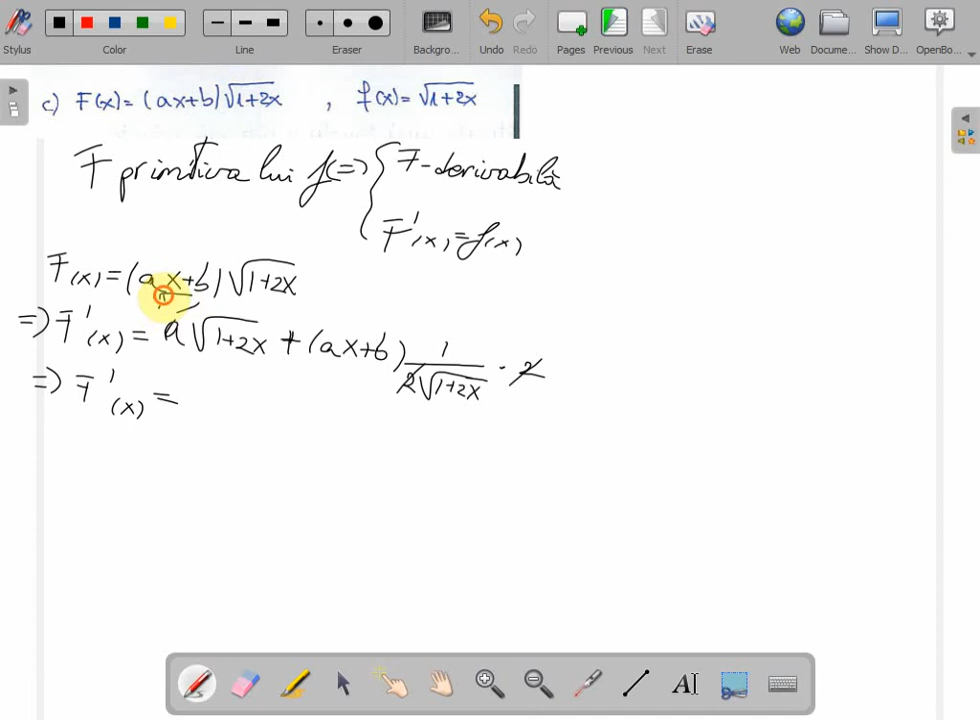 Stylus Color Line Eraser Backgro... Undo Redo Pages Previous Next Erase Web Docume... Show D... OpenBo...
c) F(x)=(ax+b)√1+2x , f(x)=√1+2x
F primitiva lui f(=>) { F-derivabilă
F'(x)=f(x)
F(x)=(ax+b)√1+2x
=> F'(x) = a√1+2x + (ax+b) 1/2√1+2x · 2
=> F'(x) =
A